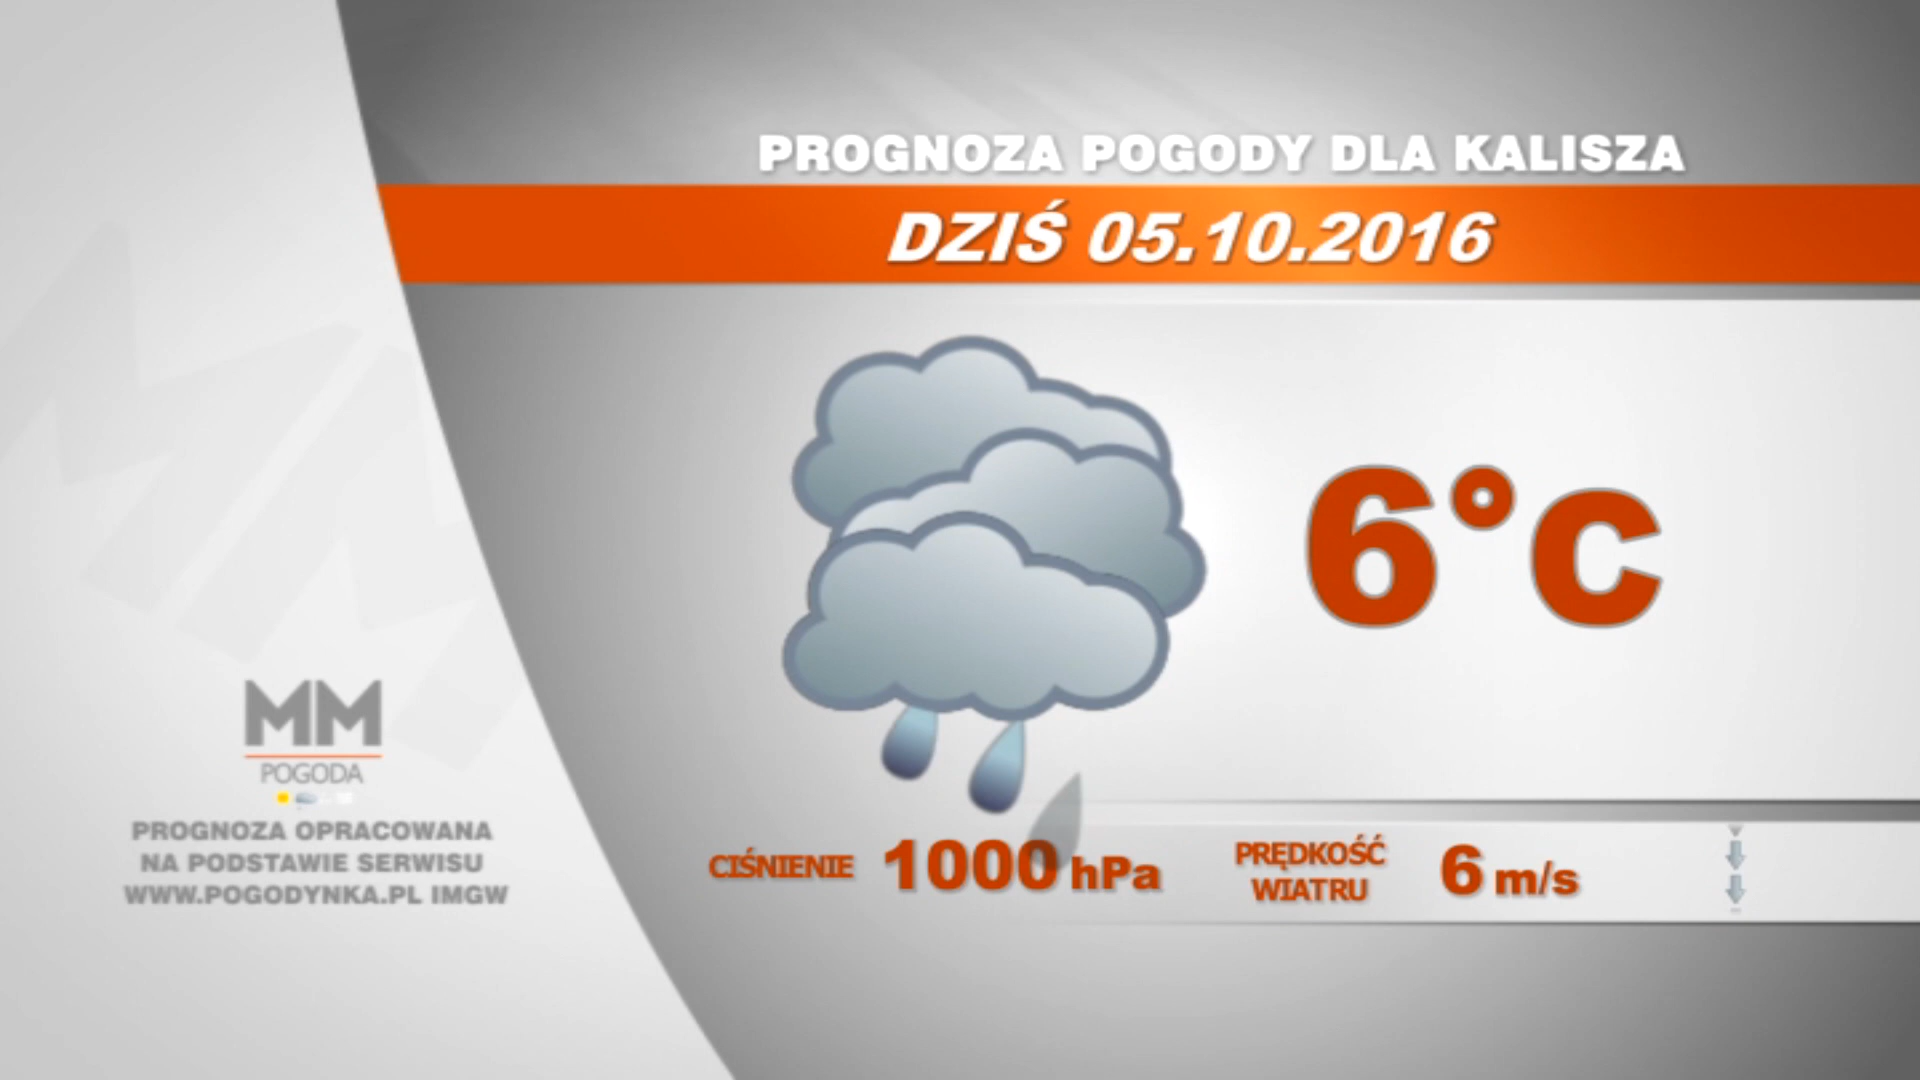 PROGNOZA POGODY DLA KALISZA
DZIŚ 05.10.2016
6°C
CIŚNIENIE 1000 hPa
PRĘDKOŚĆ
WIATRU
6 m/s
MM
POGODA
PROGNOZA OPRACOWANA
NA PODSTAWIE SERWISU
WWW.POGODYNKA.PL IMGW